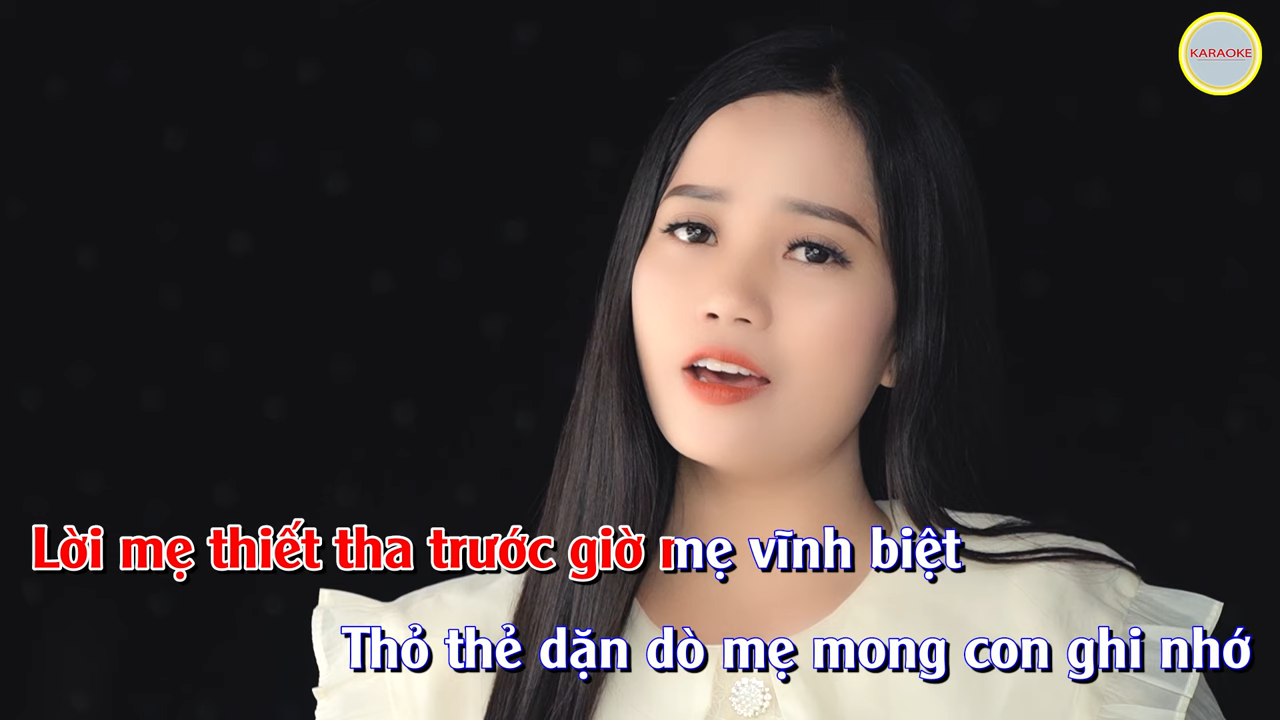 KARAOKE
Lời mẹ thiết tha trước giờ mẹ vĩnh biệt
Thỏ thẻ dặn dò mẹ mong con ghi nhớ